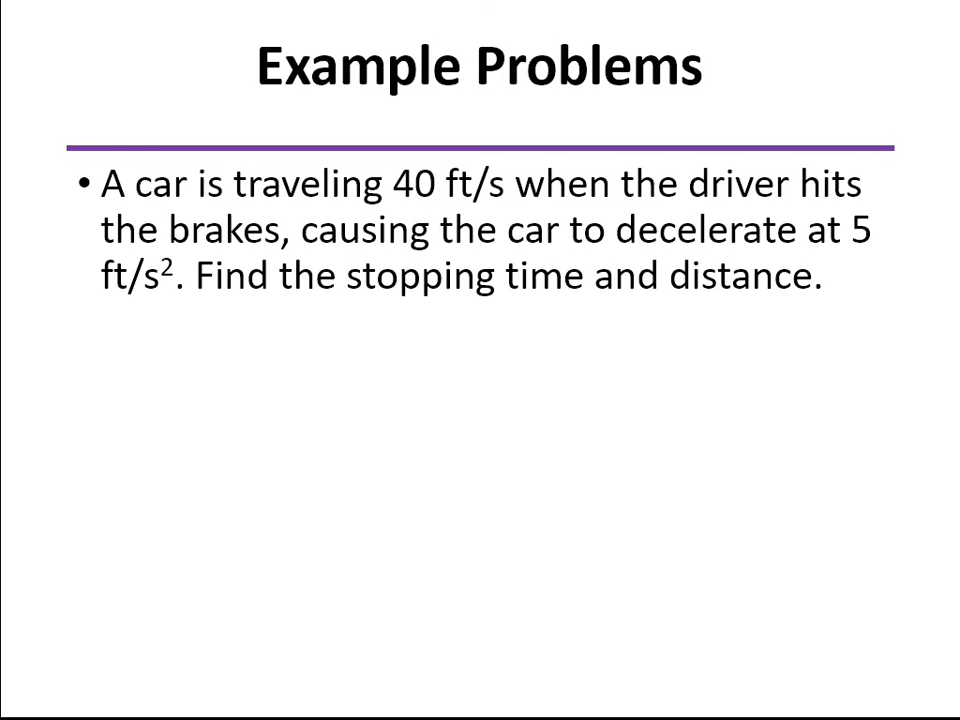 Example Problems
• A car is traveling 40 ft/s when the driver hits
the brakes, causing the car to decelerate at 5
ft/s². Find the stopping time and distance.